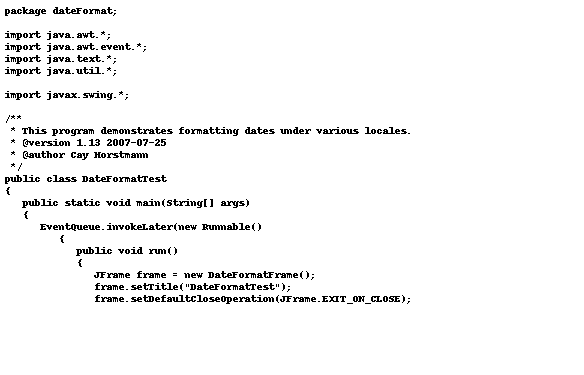 package dateFormat;

import java.awt.*;
import java.awt.event.*;
import java.text.*;
import java.util.*;

import javax.swing.*;

/**
 * This program demonstrates formatting dates under various locales.
 * @version 1.13 2007-07-25
 * @author Cay Horstmann
 */
public class DateFormatTest
{
   public static void main(String[] args)
   {
      EventQueue.invokeLater(new Runnable()
         {
            public void run()
            {
               JFrame frame = new DateFormatFrame();
               frame.setTitle("DateFormatTest");
               frame.setDefaultCloseOperation(JFrame.EXIT_ON_CLOSE);